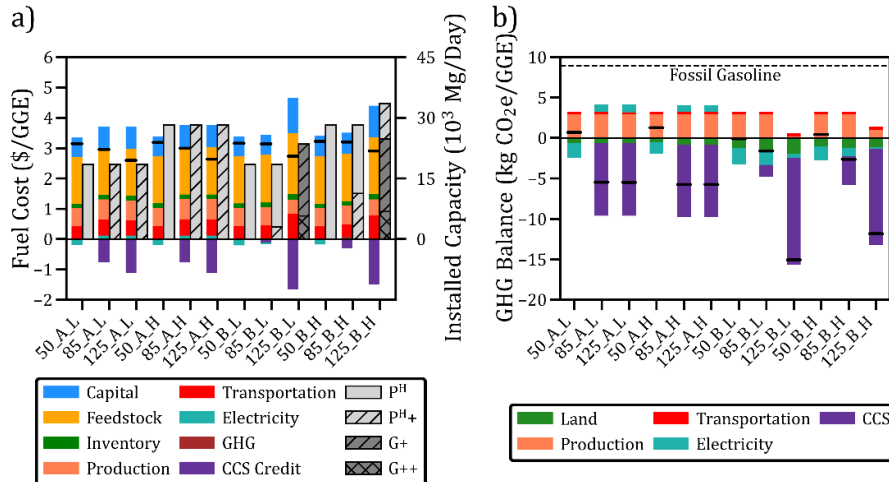 a)
Fuel Cost ($/GGE)
6
5
4
3
2
1
0
−1
−2
45
30
15
0
Installed Capacity (10³ Mg/Day)
50_A_L
85_A_L
125_A_L
50_A_H
85_A_H
125_A_H
50_B_L
85_B_L
125_B_L
50_B_H
85_B_H
125_B_H
Capital
Feedstock
Inventory
Production
Transportation
Electricity
GHG
CCS Credit
Pᴴ
Pᴴ+
G+
G++
b)
GHG Balance (kg CO₂e/GGE)
10
5
0
−5
−10
−15
−20
Fossil Gasoline
50_A_L
85_A_L
125_A_L
50_A_H
85_A_H
125_A_H
50_B_L
85_B_L
125_B_L
50_B_H
85_B_H
125_B_H
Land
Production
Transportation
Electricity
CCS